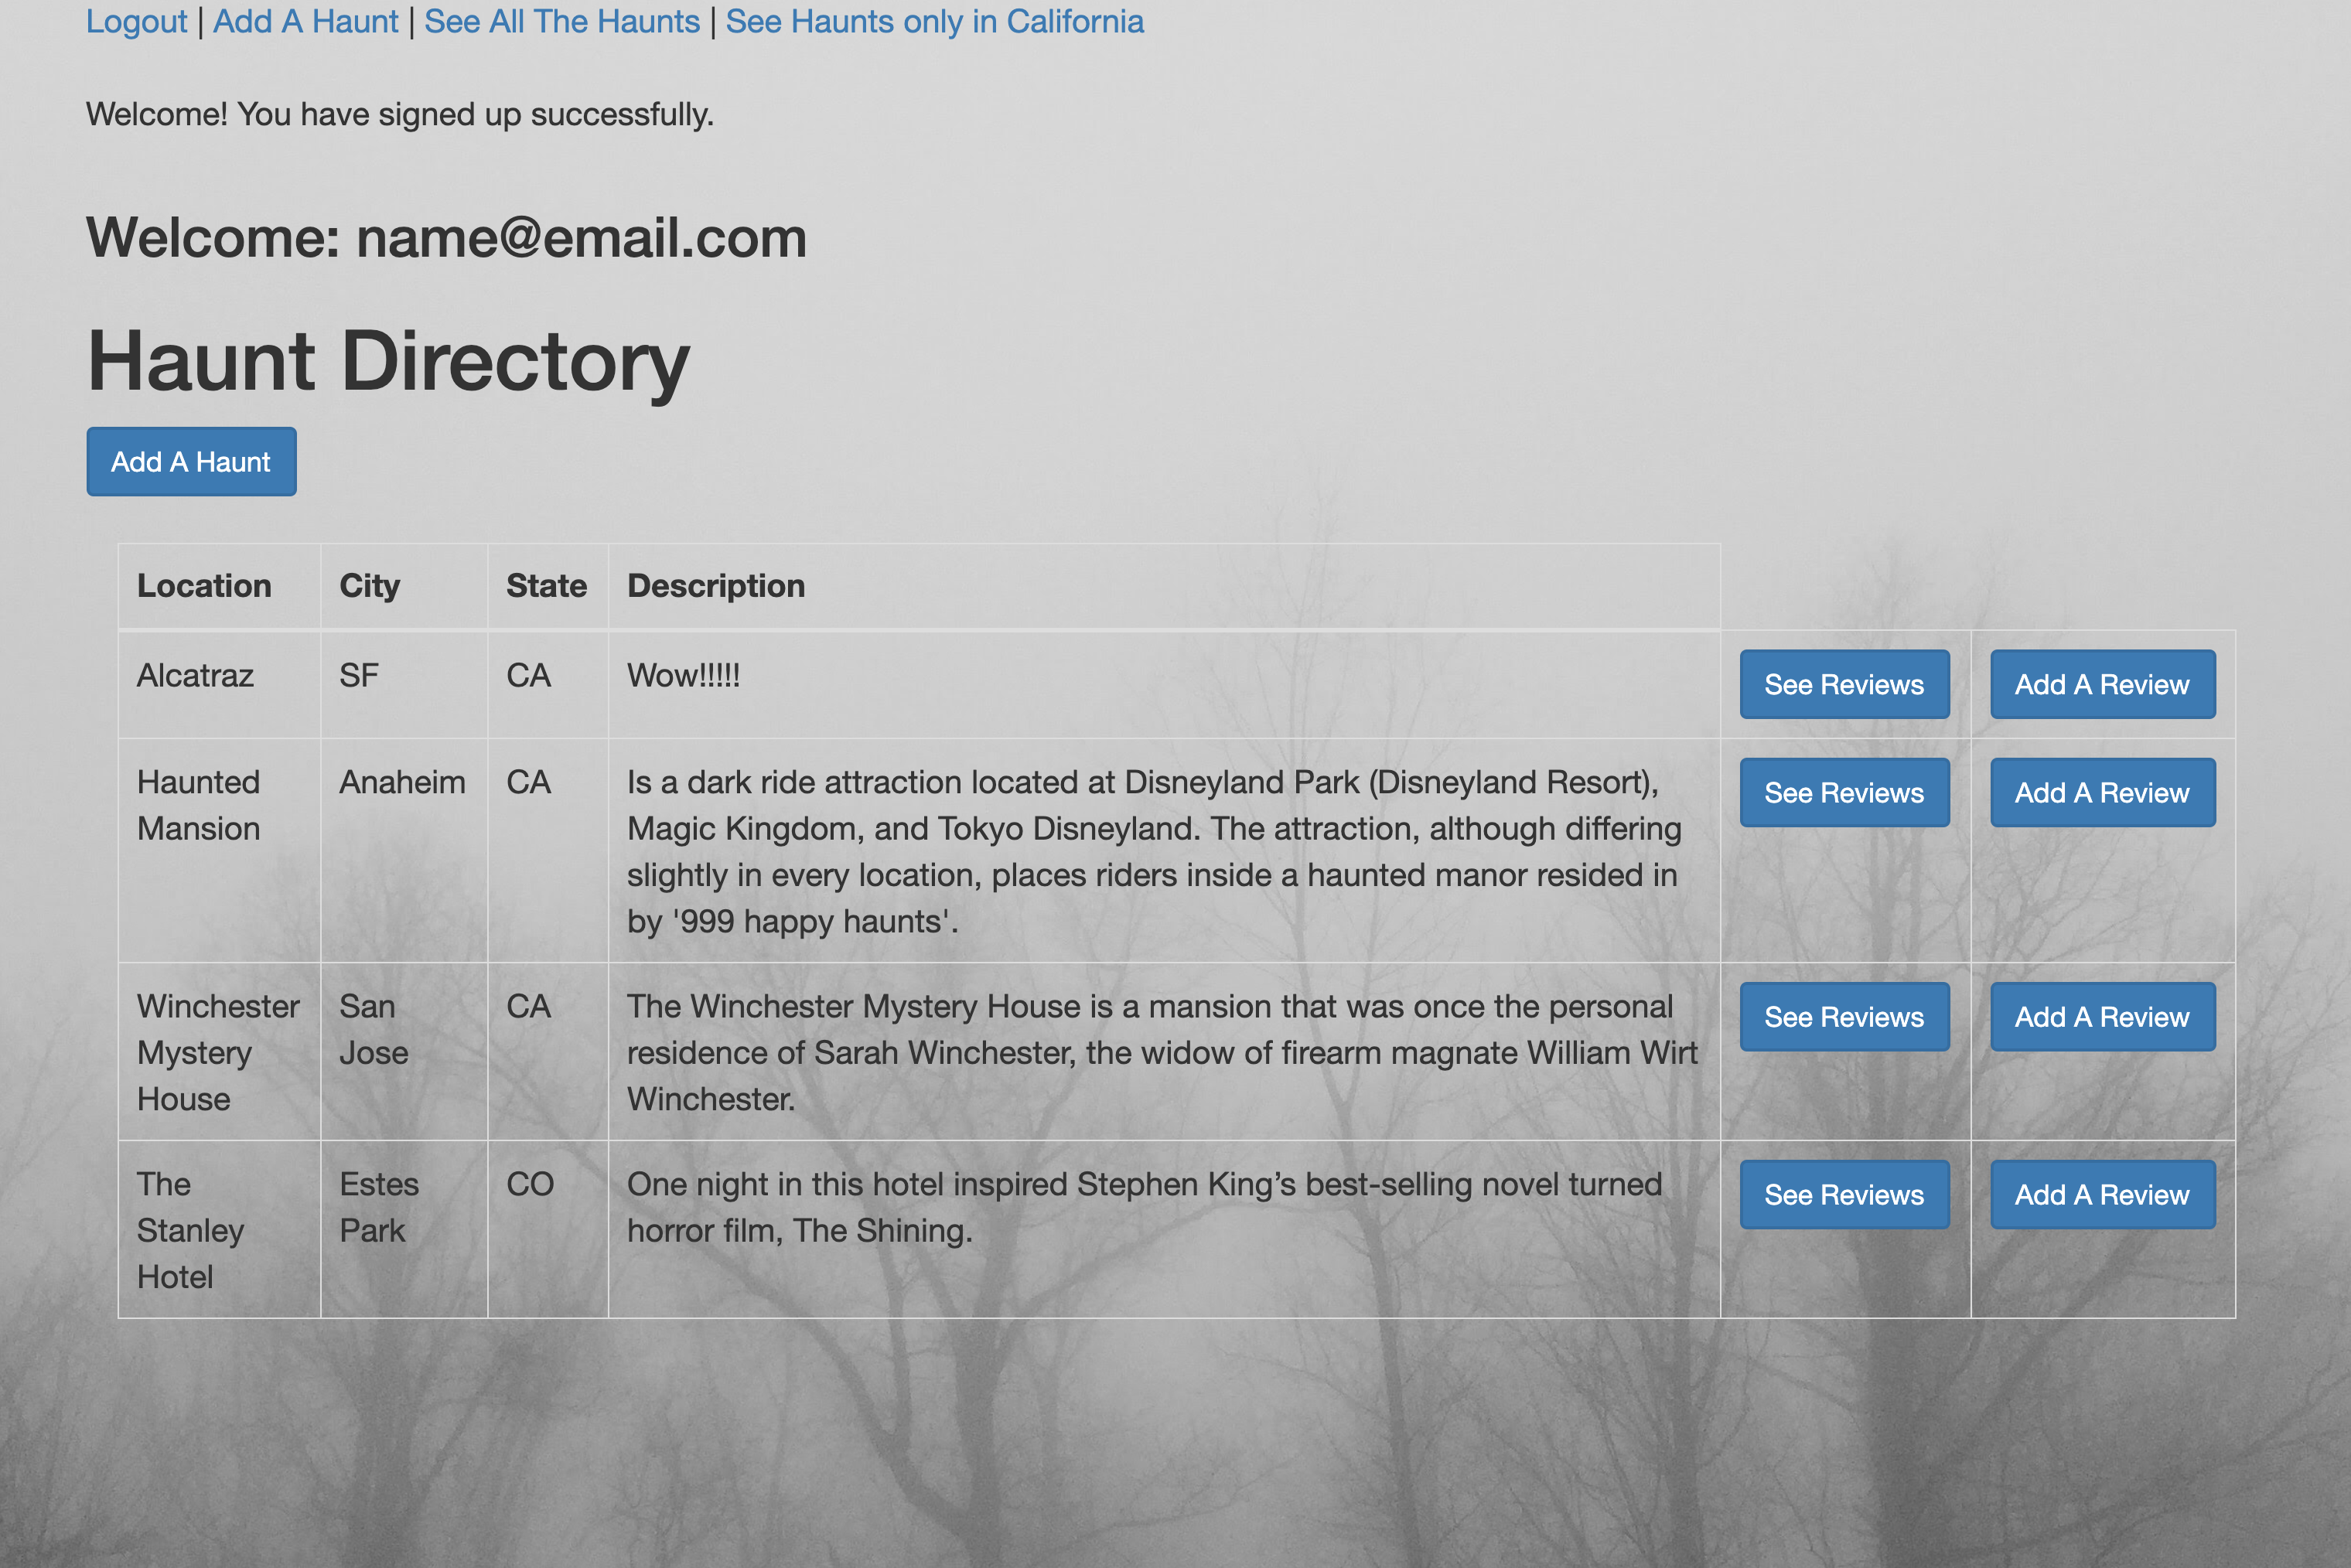 Logout | Add A Haunt | See All The Haunts | See Haunts only in California
Welcome! You have signed up successfully.
Welcome: name@email.com
Haunt Directory
Add A Haunt
Location City State Description
Alcatraz SF CA Wow!!!!! See Reviews Add A Review
Haunted Anaheim CA Is a dark ride attraction located at Disneyland Park (Disneyland Resort), See Reviews Add A Review
Mansion Magic Kingdom, and Tokyo Disneyland. The attraction, although differing
slightly in every location, places riders inside a haunted manor resided in
by '999 happy haunts'.
Winchester San CA The Winchester Mystery House is a mansion that was once the personal See Reviews Add A Review
Mystery Jose residence of Sarah Winchester, the widow of firearm magnate William Wirt
House Winchester.
The Estes CO One night in this hotel inspired Stephen King’s best-selling novel turned See Reviews Add A Review
Stanley Park horror film, The Shining.
Hotel